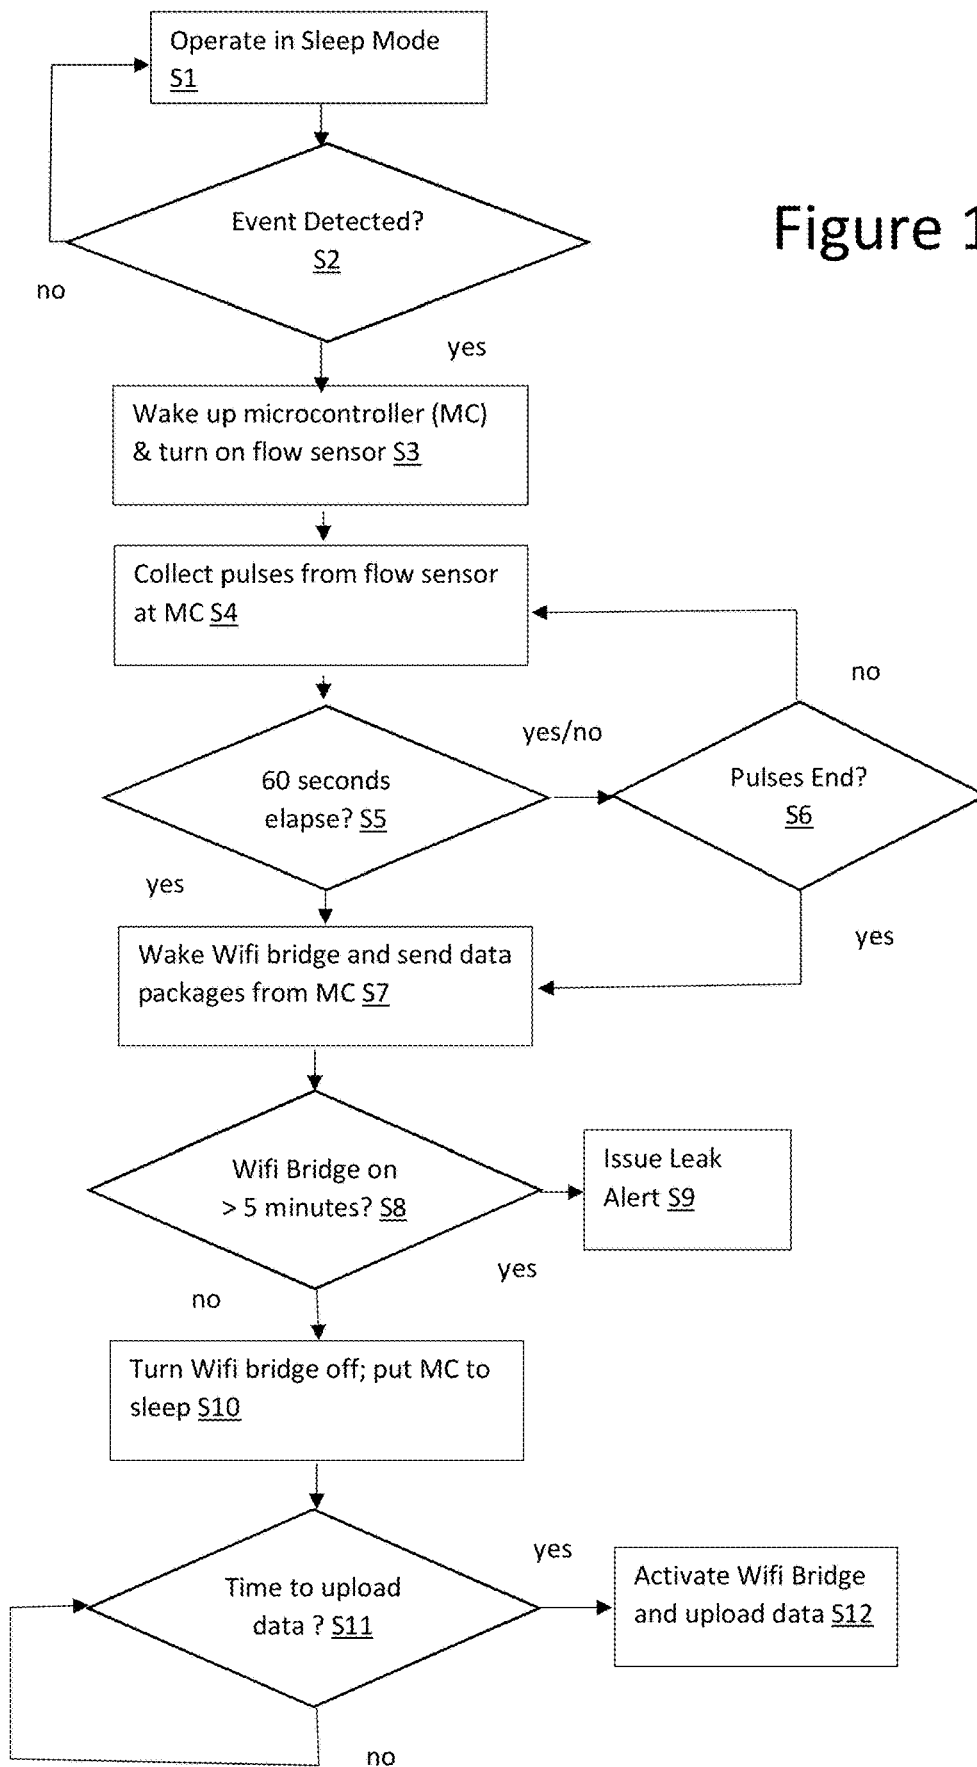 Operate in Sleep Mode
S1
Event Detected?
S2
Figure 1
no
yes
Wake up microcontroller (MC)
& turn on flow sensor S3
Collect pulses from flow sensor
at MC S4
no
yes/no
60 seconds
elapse? S5
Pulses End?
S6
yes
yes
Wake Wifi bridge and send data
packages from MC S7
Wifi Bridge on
> 5 minutes? S8
Issue Leak
Alert S9
yes
no
Turn Wifi bridge off; put MC to
sleep S10
yes
Time to upload
data ? S11
Activate Wifi Bridge
and upload data S12
no